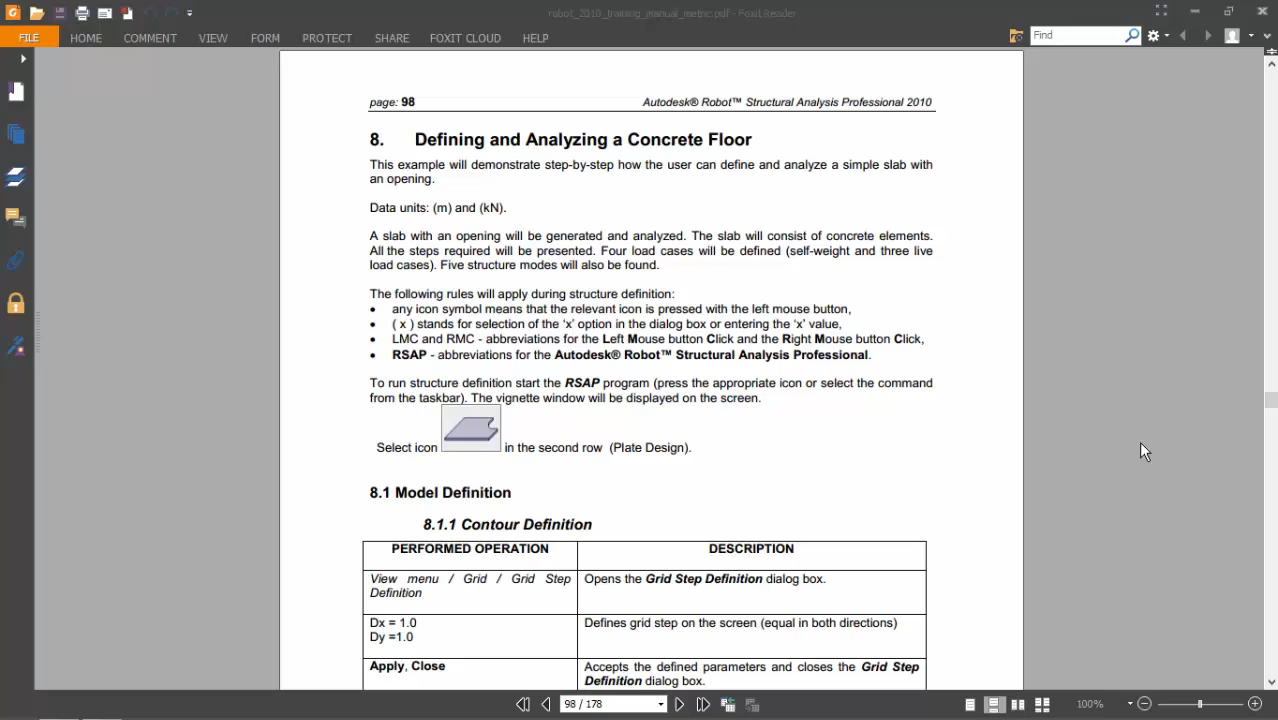 robot_2010_training_manual_metric.pdf - Foxit Reader
FILE HOME COMMENT VIEW FORM PROTECT SHARE FOXIT CLOUD HELP Find
page: 98 Autodesk® Robot™ Structural Analysis Professional 2010
8. Defining and Analyzing a Concrete Floor
This example will demonstrate step-by-step how the user can define and analyze a simple slab with
an opening.
Data units: (m) and (kN).
A slab with an opening will be generated and analyzed. The slab will consist of concrete elements.
All the steps required will be presented. Four load cases will be defined (self-weight and three live
load cases). Five structure modes will also be found.
The following rules will apply during structure definition:
• any icon symbol means that the relevant icon is pressed with the left mouse button,
• ( x ) stands for selection of the ‘x’ option in the dialog box or entering the ‘x’ value,
• LMC and RMC - abbreviations for the Left Mouse button Click and the Right Mouse button Click,
• RSAP - abbreviations for the Autodesk® Robot™ Structural Analysis Professional.
To run structure definition start the RSAP program (press the appropriate icon or select the command
from the taskbar). The vignette window will be displayed on the screen.
Select icon in the second row (Plate Design).
8.1 Model Definition
8.1.1 Contour Definition
PERFORMED OPERATION DESCRIPTION
View menu / Grid / Grid Step Opens the Grid Step Definition dialog box.
Definition
Dx = 1.0 Defines grid step on the screen (equal in both directions)
Dy =1.0
Apply, Close Accepts the defined parameters and closes the Grid Step
Definition dialog box.
98 / 178 100%